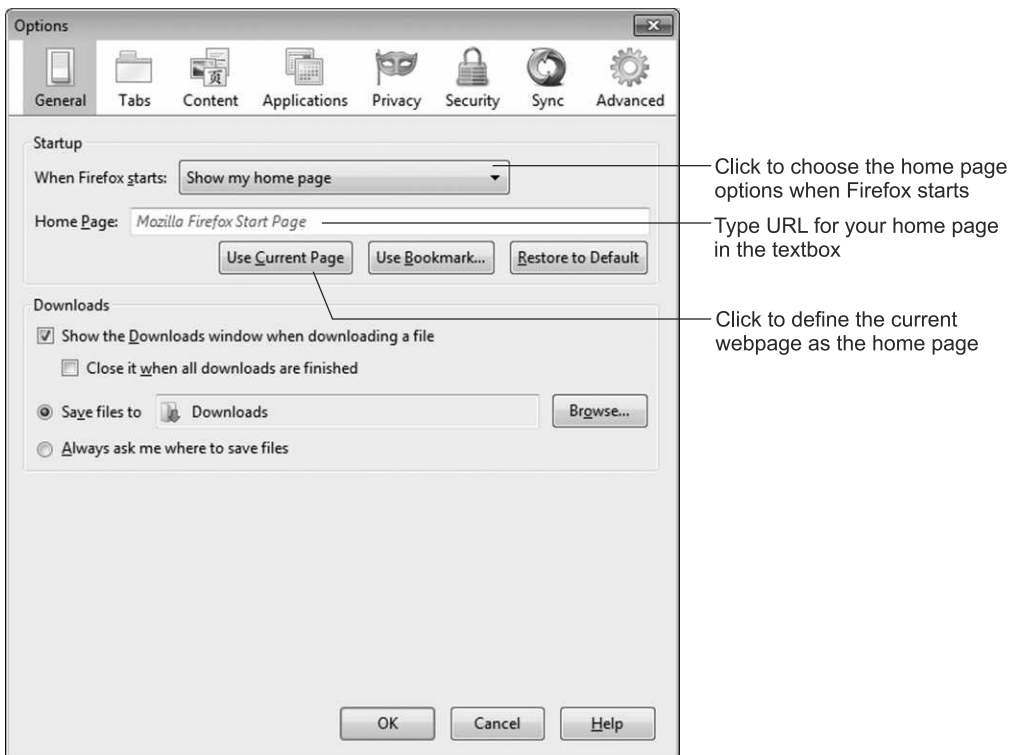 Options
General Tabs Content Applications Privacy Security Sync Advanced
Startup
When Firefox starts: Show my home page
Click to choose the home page
options when Firefox starts
Home Page: Mozilla Firefox Start Page
Type URL for your home page
in the textbox
Use Current Page Use Bookmark... Restore to Default
Downloads
Click to define the current
webpage as the home page
Show the Downloads window when downloading a file
Close it when all downloads are finished
Save files to Downloads Browse...
Always ask me where to save files
OK Cancel Help
页